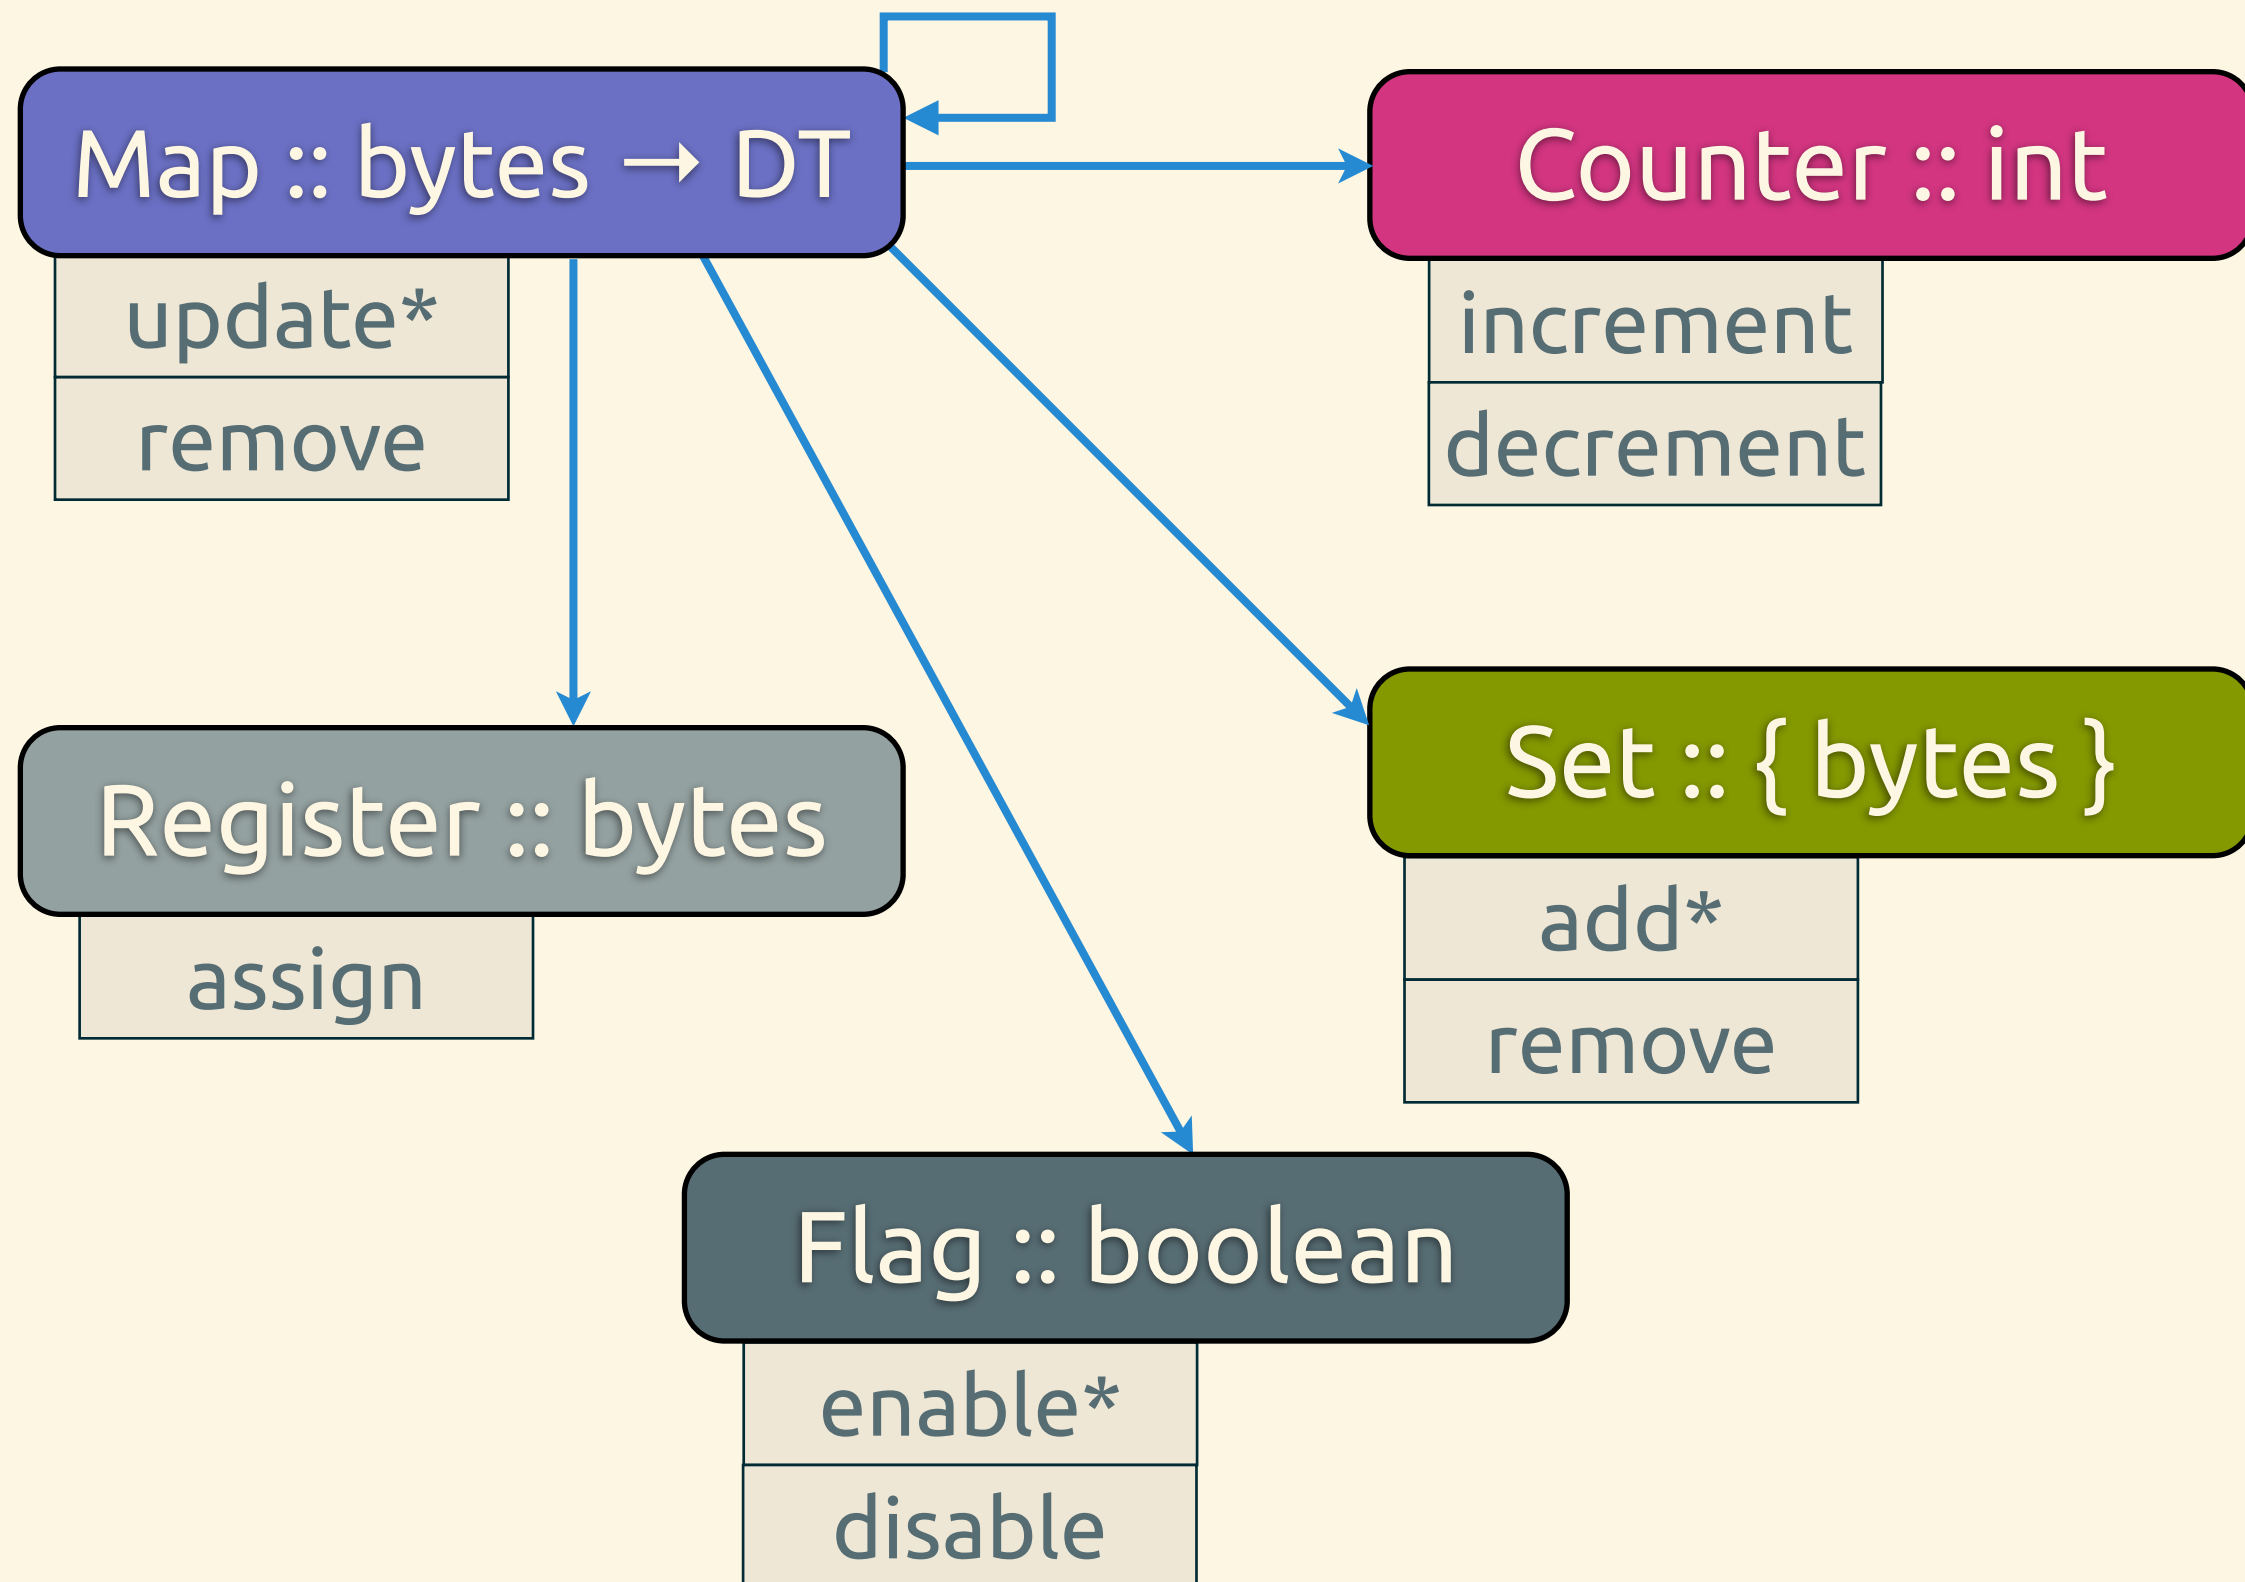 Map :: bytes → DT
update*
remove
Counter :: int
increment
decrement
Register :: bytes
assign
Set :: { bytes }
add*
remove
Flag :: boolean
enable*
disable